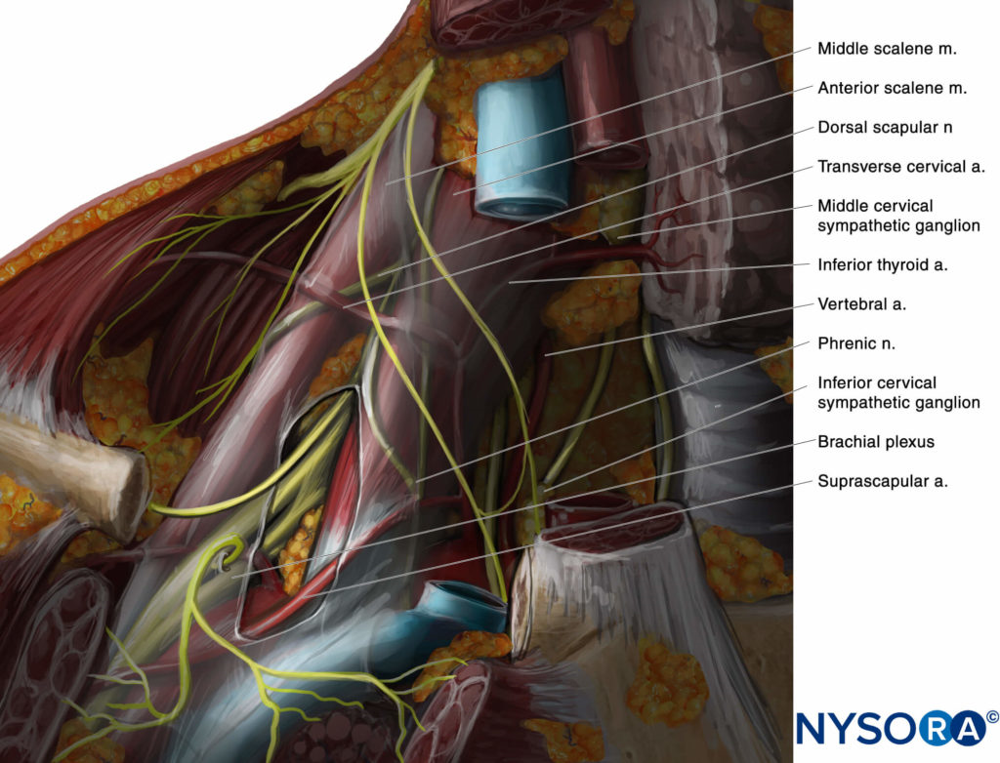 Middle scalene m.
Anterior scalene m.
Dorsal scapular n
Transverse cervical a.
Middle cervical
sympathetic ganglion
Inferior thyroid a.
Vertebral a.
Phrenic n.
Inferior cervical
sympathetic ganglion
Brachial plexus
Suprascapular a.
NYSORA©